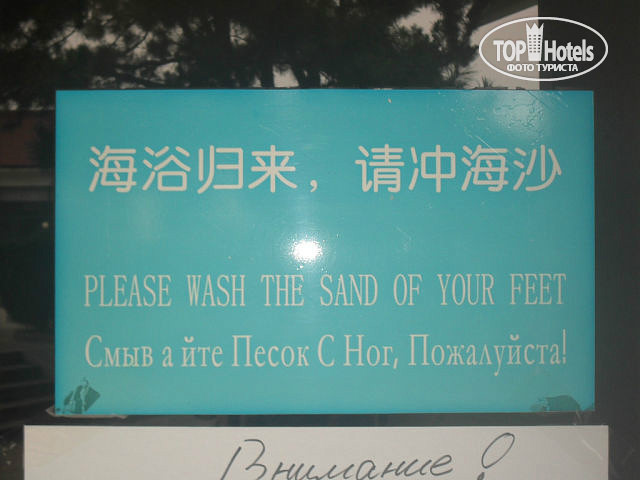 TOP Hotels
ФОТО ТУРИСТА
海浴归来，请冲海沙
PLEASE WASH THE SAND OF YOUR FEET
Смыв а йте Песок С Ног, Пожалуйста!
Внимание!